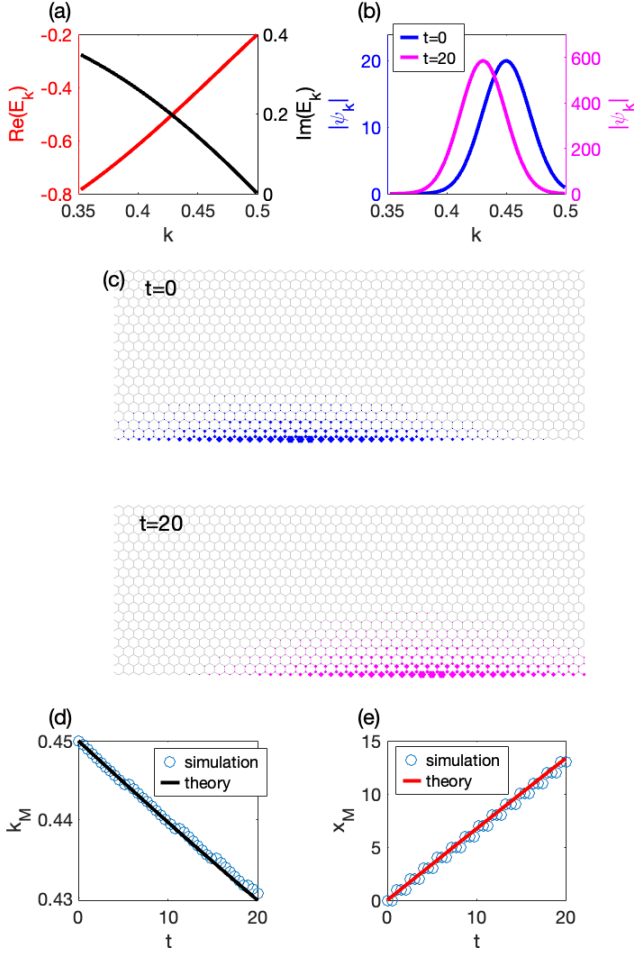 (a)
-0.2
-0.4
-0.6
-0.8
Re(E_k)
0.4
0.2
0
Im(E_k)
0.35 0.4 0.45 0.5
k
(b)
t=0
t=20
20
10
0
|ψ_k|
600
400
200
0
|ψ_k|
0.35 0.4 0.45 0.5
k
(c)
t=0
t=20
(d)
0.45
0.44
0.43
k_M
simulation
theory
0 10 20
t
(e)
15
10
5
0
x_M
simulation
theory
0 10 20
t